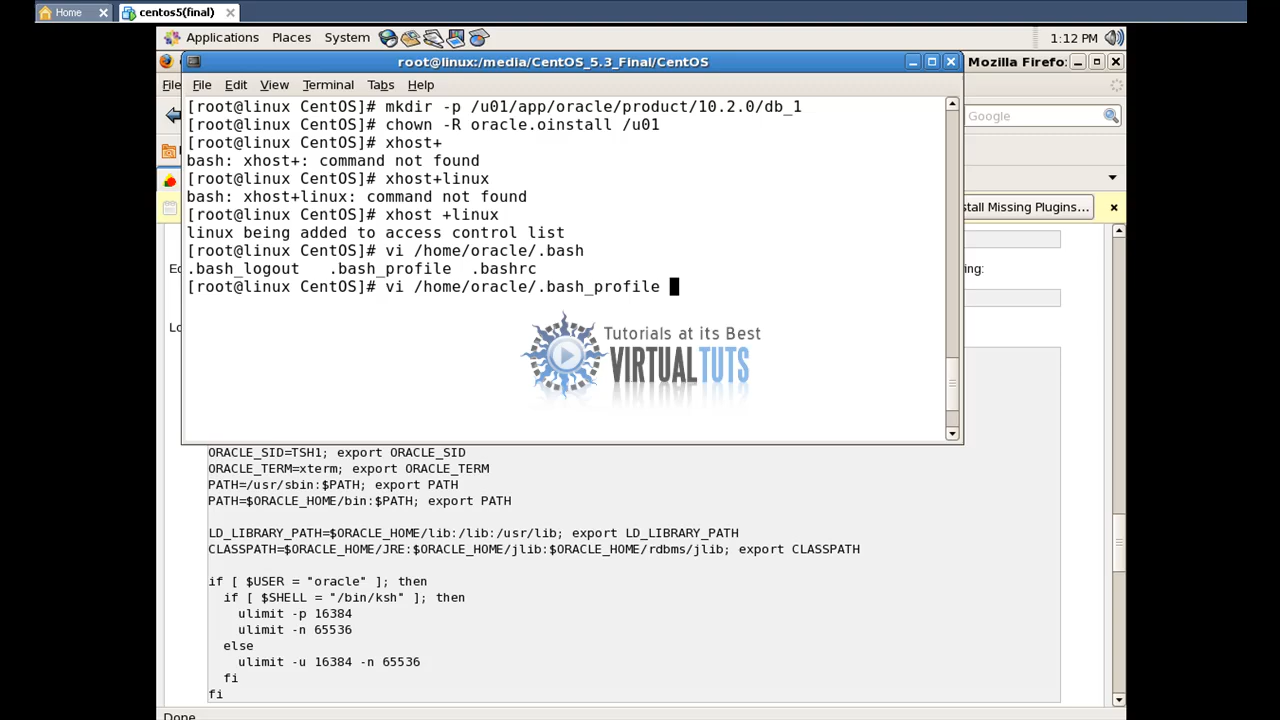 Home
centos5(final)
Applications Places System
1:12 PM
root@linux:/media/CentOS_5.3_Final/CentOS
Mozilla Firefo:
File
File Edit View Terminal Tabs Help
[root@linux CentOS]# mkdir -p /u01/app/oracle/product/10.2.0/db_1
[root@linux CentOS]# chown -R oracle.oinstall /u01
[root@linux CentOS]# xhost+
bash: xhost+: command not found
[root@linux CentOS]# xhost+linux
bash: xhost+linux: command not found
[root@linux CentOS]# xhost +linux
linux being added to access control list
[root@linux CentOS]# vi /home/oracle/.bash
.bash_logout .bash_profile .bashrc
[root@linux CentOS]# vi /home/oracle/.bash_profile
Google
stall Missing Plugins...
Ed
ing:
Lo
Tutorials at its Best
VIRTUALTUTS
ORACLE_SID=TSH1; export ORACLE_SID
ORACLE_TERM=xterm; export ORACLE_TERM
PATH=/usr/sbin:$PATH; export PATH
PATH=$ORACLE_HOME/bin:$PATH; export PATH
LD_LIBRARY_PATH=$ORACLE_HOME/lib:/lib:/usr/lib; export LD_LIBRARY_PATH
CLASSPATH=$ORACLE_HOME/JRE:$ORACLE_HOME/jlib:$ORACLE_HOME/rdbms/jlib; export CLASSPATH
if [ $USER = "oracle" ]; then
if [ $SHELL = "/bin/ksh" ]; then
ulimit -p 16384
ulimit -n 65536
else
ulimit -u 16384 -n 65536
fi
fi
Done